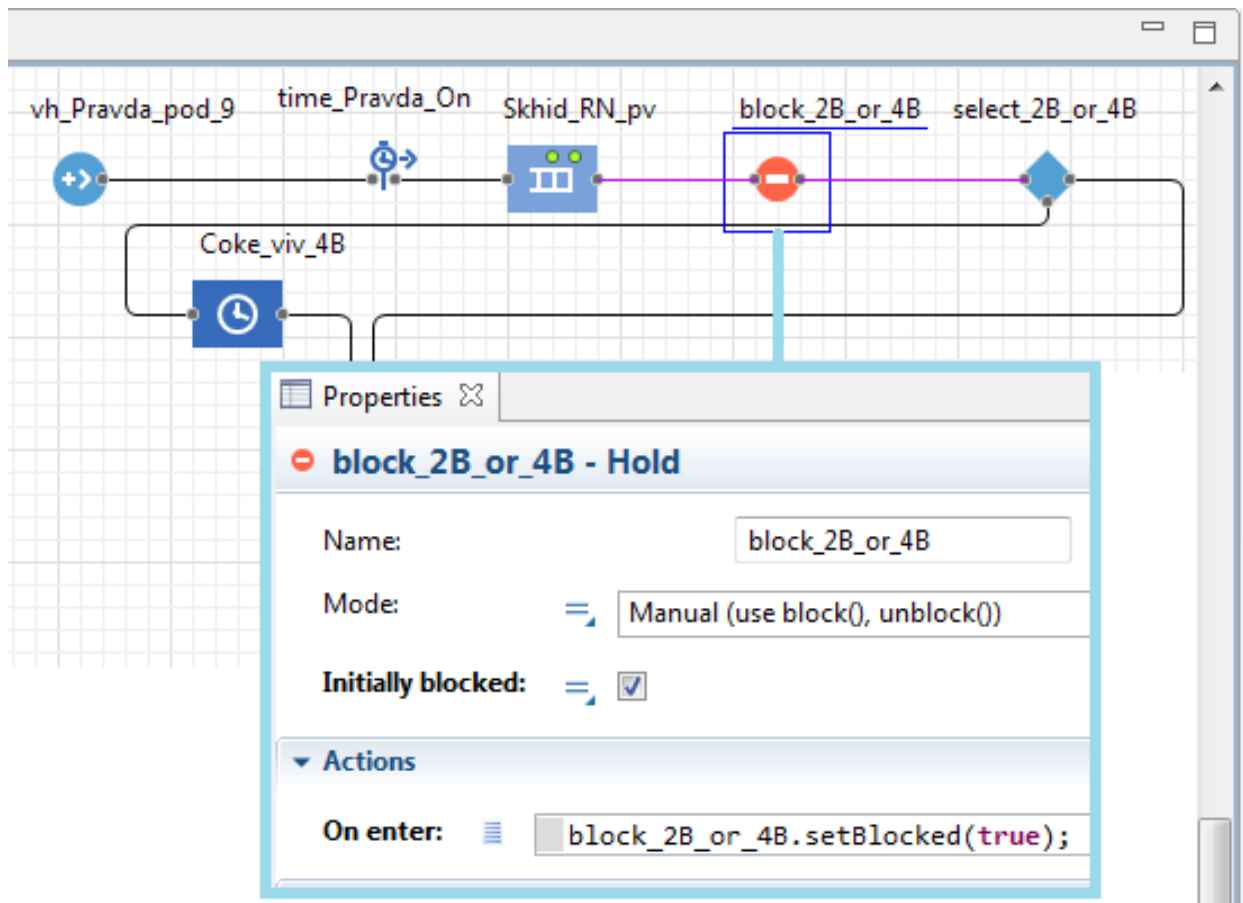 vh_Pravda_pod_9 time_Pravda_On Skhid_RN_pv block_2B_or_4B select_2B_or_4B
Coke_viv_4B
Properties
block_2B_or_4B - Hold
Name: block_2B_or_4B
Mode: Manual (use block(), unblock())
Initially blocked:
Actions
On enter: block_2B_or_4B.setBlocked(true);